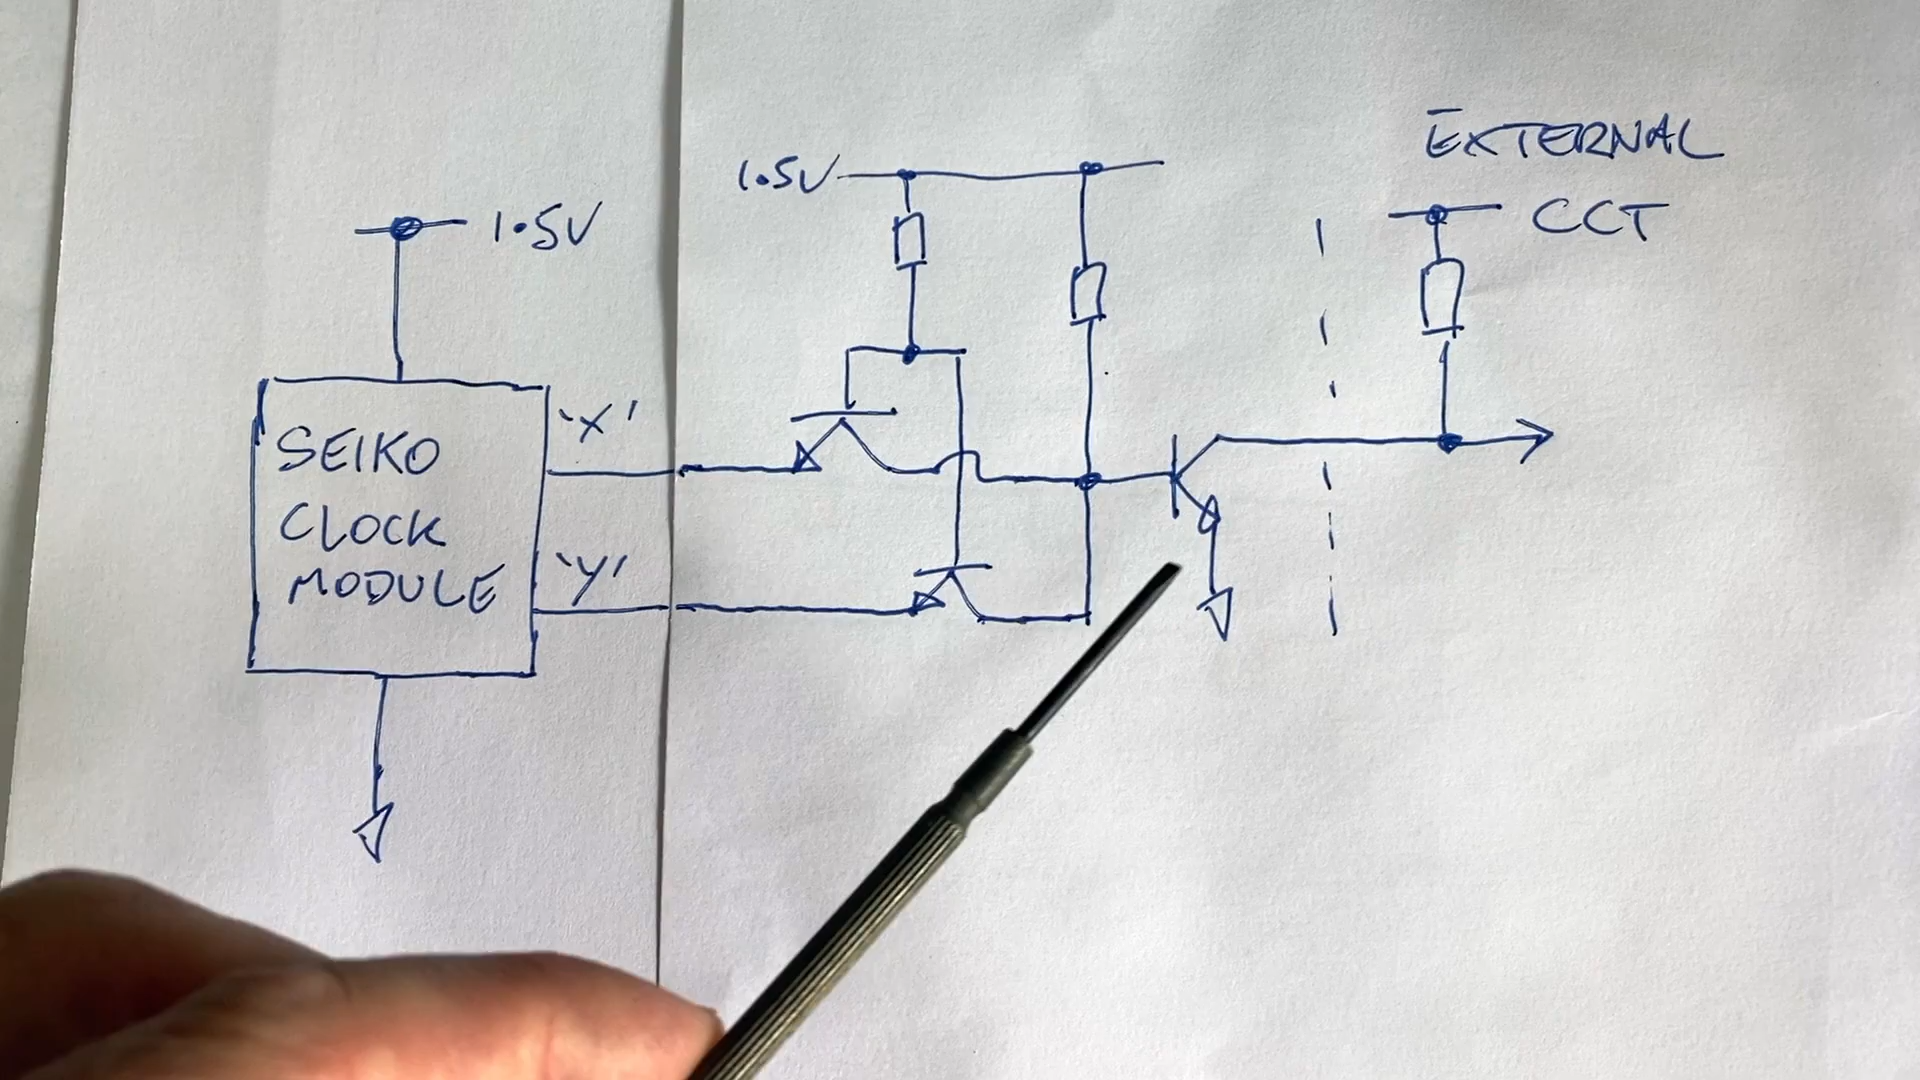 EXTERNAL
CCT
1.5V
1.5V
SEIKO
CLOCK
MODULE
'X'
'Y'